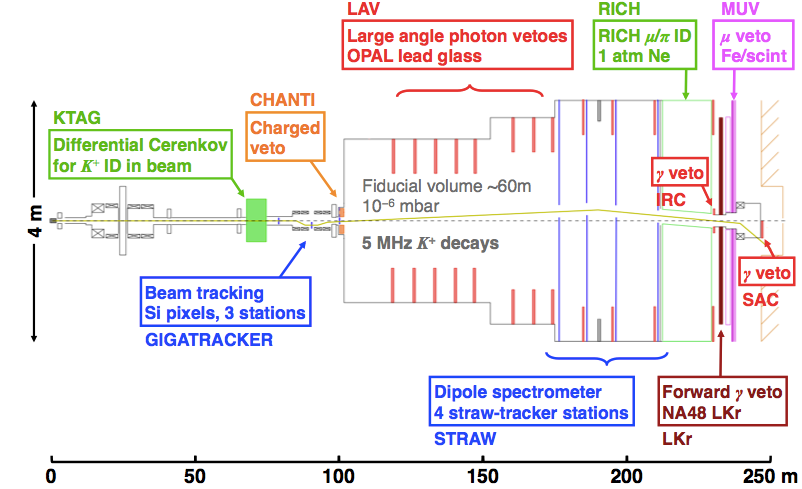 LAV
Large angle photon vetoes
OPAL lead glass
RICH
RICH μ/π ID
1 atm Ne
MUV
μ veto
Fe/scint
KTAG
Differential Cerenkov
for K⁺ ID in beam
CHANTI
Charged
veto
4 m
Fiducial volume ~60m
10⁻⁶ mbar
5 MHz K⁺ decays
γ veto
IRC
γ veto
SAC
Beam tracking
Si pixels, 3 stations
GIGATRACKER
Dipole spectrometer
4 straw-tracker stations
STRAW
Forward γ veto
NA48 LKr
LKr
0 50 100 150 200 250 m